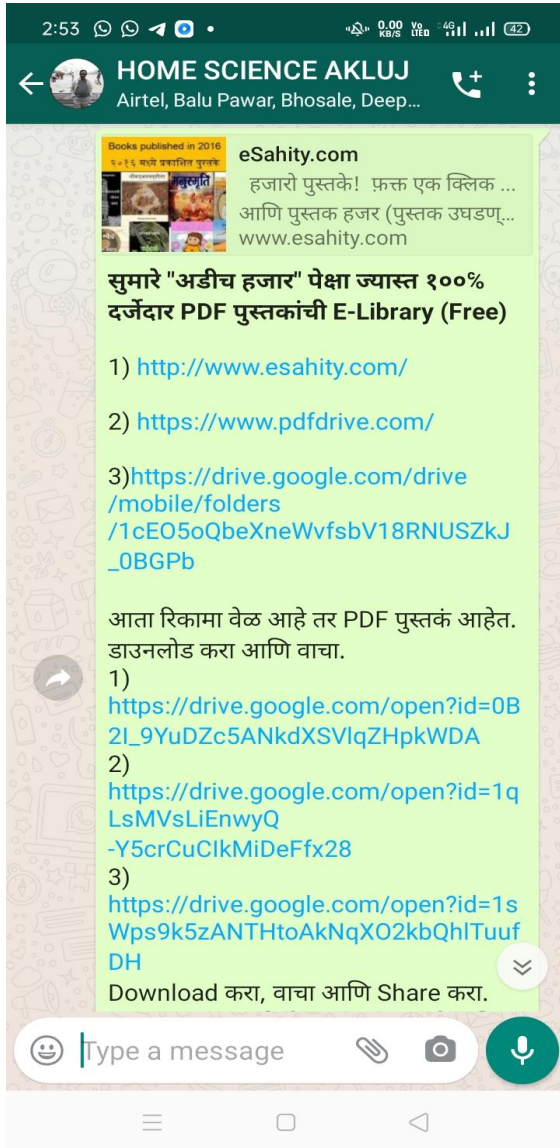 2:53
0.00 KB/S
Vo LTED
4G
42
HOME SCIENCE AKLUJ
Airtel, Balu Pawar, Bhosale, Deep...
Books published in 2016
२०१६ मध्ये प्रकाशित पुस्तके
मनुस्मृति
eSahity.com
हजारो पुस्तके! फ़क्त एक क्लिक ...
आणि पुस्तक हजर (पुस्तक उघडण्...
www.esahity.com
सुमारे "अडीच हजार" पेक्षा ज्यास्त १००%
दर्जेदार PDF पुस्तकांची E-Library (Free)
1) http://www.esahity.com/
2) https://www.pdfdrive.com/
3)https://drive.google.com/drive
/mobile/folders
/1cEO5oQbeXneWvfsbV18RNUSZkJ
_0BGPb
आता रिकामा वेळ आहे तर PDF पुस्तकं आहेत.
डाउनलोड करा आणि वाचा.
1)
https://drive.google.com/open?id=0B
2I_9YuDZc5ANkdXSVlqZHpkWDA
2)
https://drive.google.com/open?id=1q
LsMVsLiEnwyQ
-Y5crCuCIkMiDeFfx28
3)
https://drive.google.com/open?id=1s
Wps9k5zANTHtoAkNqXO2kbQhlTuuf
DH
Download करा, वाचा आणि Share करा.
Type a message